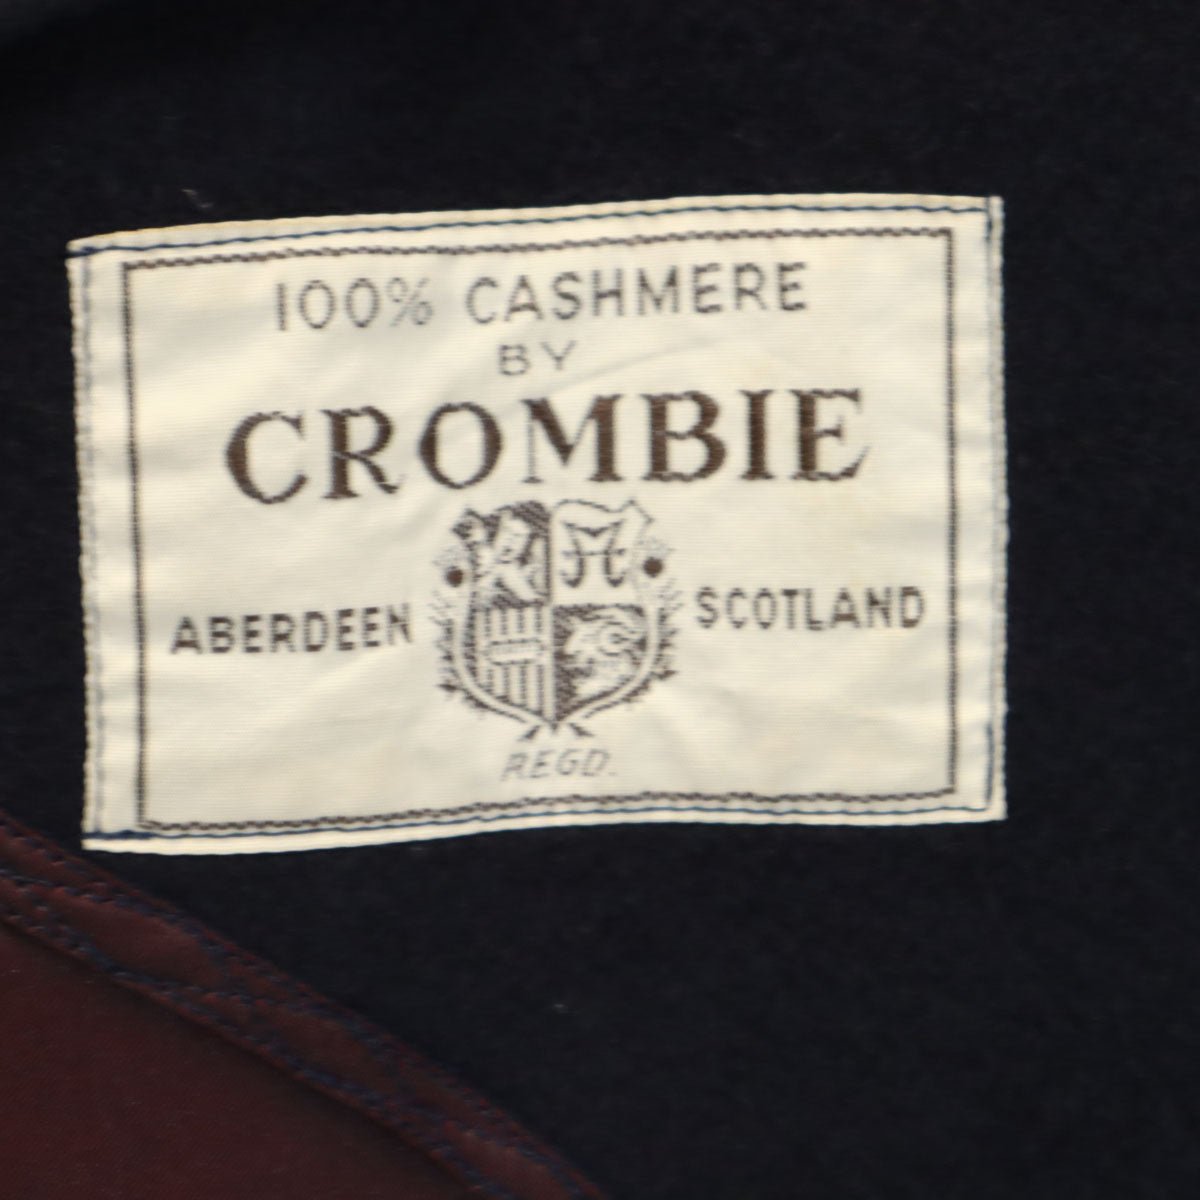 100% CASHMERE
BY
CROMBIE
ABERDEEN SCOTLAND
REGD.